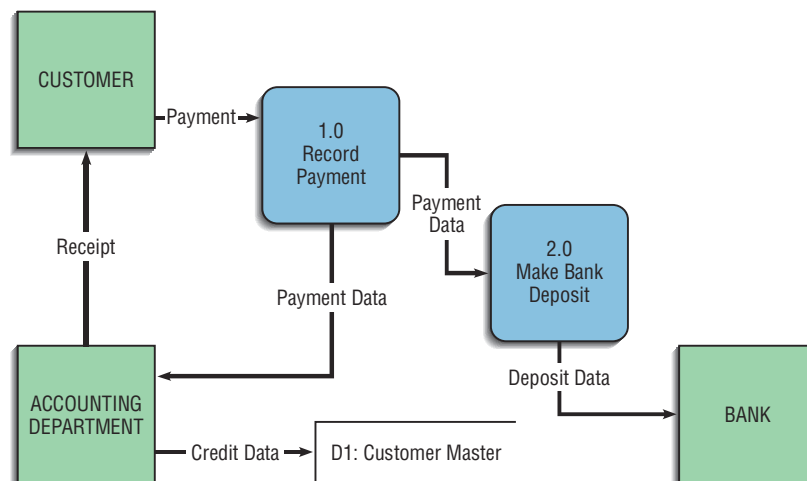 CUSTOMER
Payment
1.0
Record
Payment
Payment
Data
2.0
Make Bank
Deposit
Receipt
Payment Data
Deposit Data
ACCOUNTING
DEPARTMENT
BANK
Credit Data
D1: Customer Master